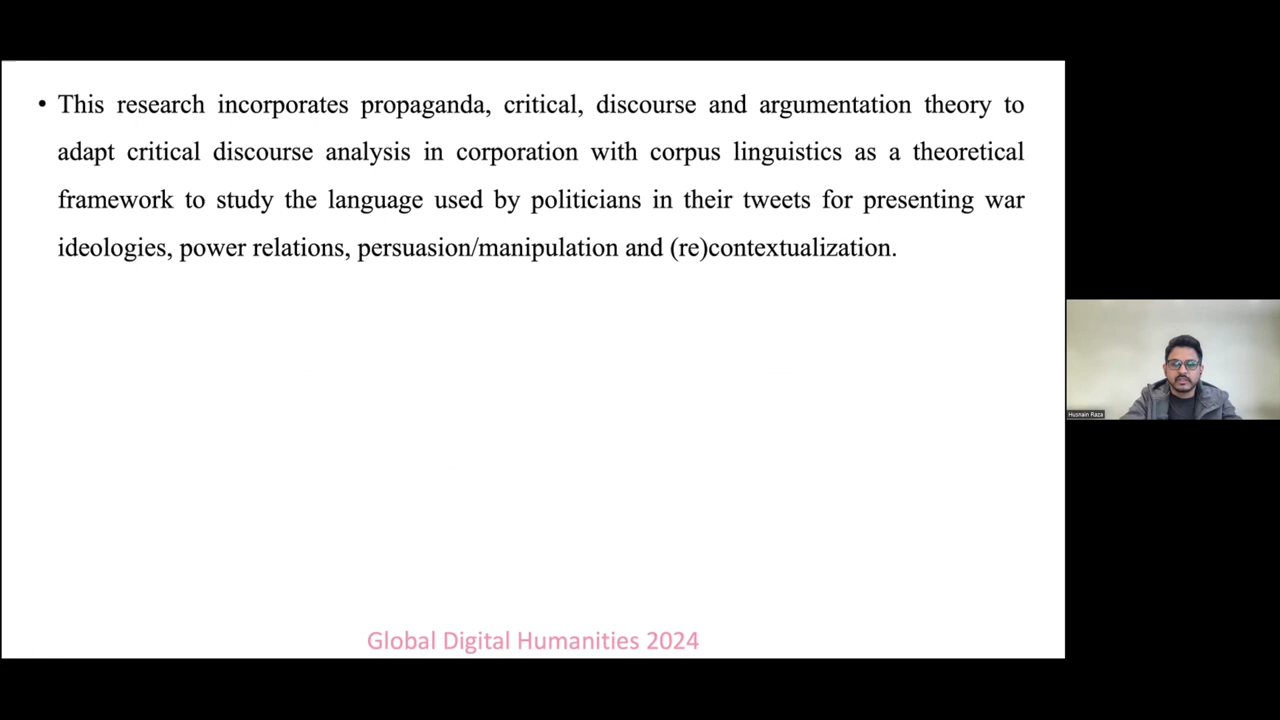 • This research incorporates propaganda, critical, discourse and argumentation theory to
adapt critical discourse analysis in corporation with corpus linguistics as a theoretical
framework to study the language used by politicians in their tweets for presenting war
ideologies, power relations, persuasion/manipulation and (re)contextualization.
Husnain Raza
Global Digital Humanities 2024